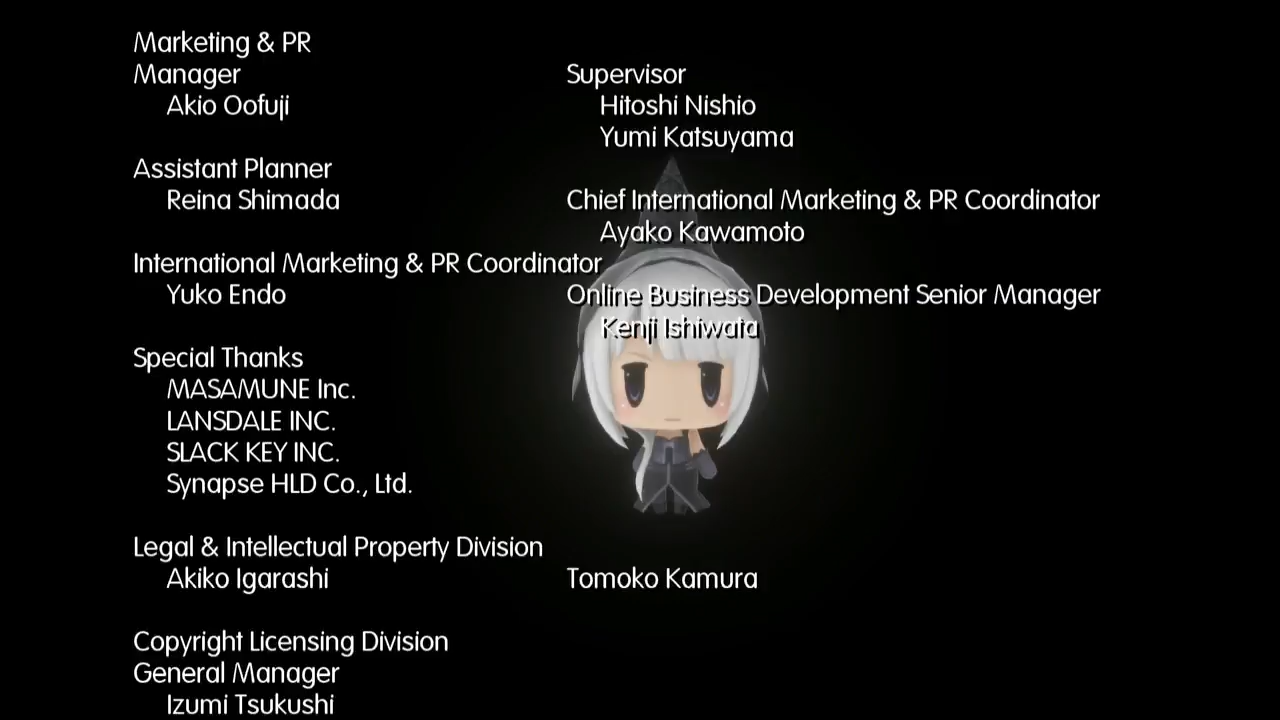 Marketing & PR
Manager
Akio Oofuji
Supervisor
Hitoshi Nishio
Yumi Katsuyama
Assistant Planner
Reina Shimada
Chief International Marketing & PR Coordinator
Ayako Kawamoto
International Marketing & PR Coordinator
Yuko Endo
Online Business Development Senior Manager
Kenji Ishiwata
Special Thanks
MASAMUNE Inc.
LANSDALE INC.
SLACK KEY INC.
Synapse HLD Co., Ltd.
Legal & Intellectual Property Division
Akiko Igarashi
Tomoko Kamura
Copyright Licensing Division
General Manager
Izumi Tsukushi